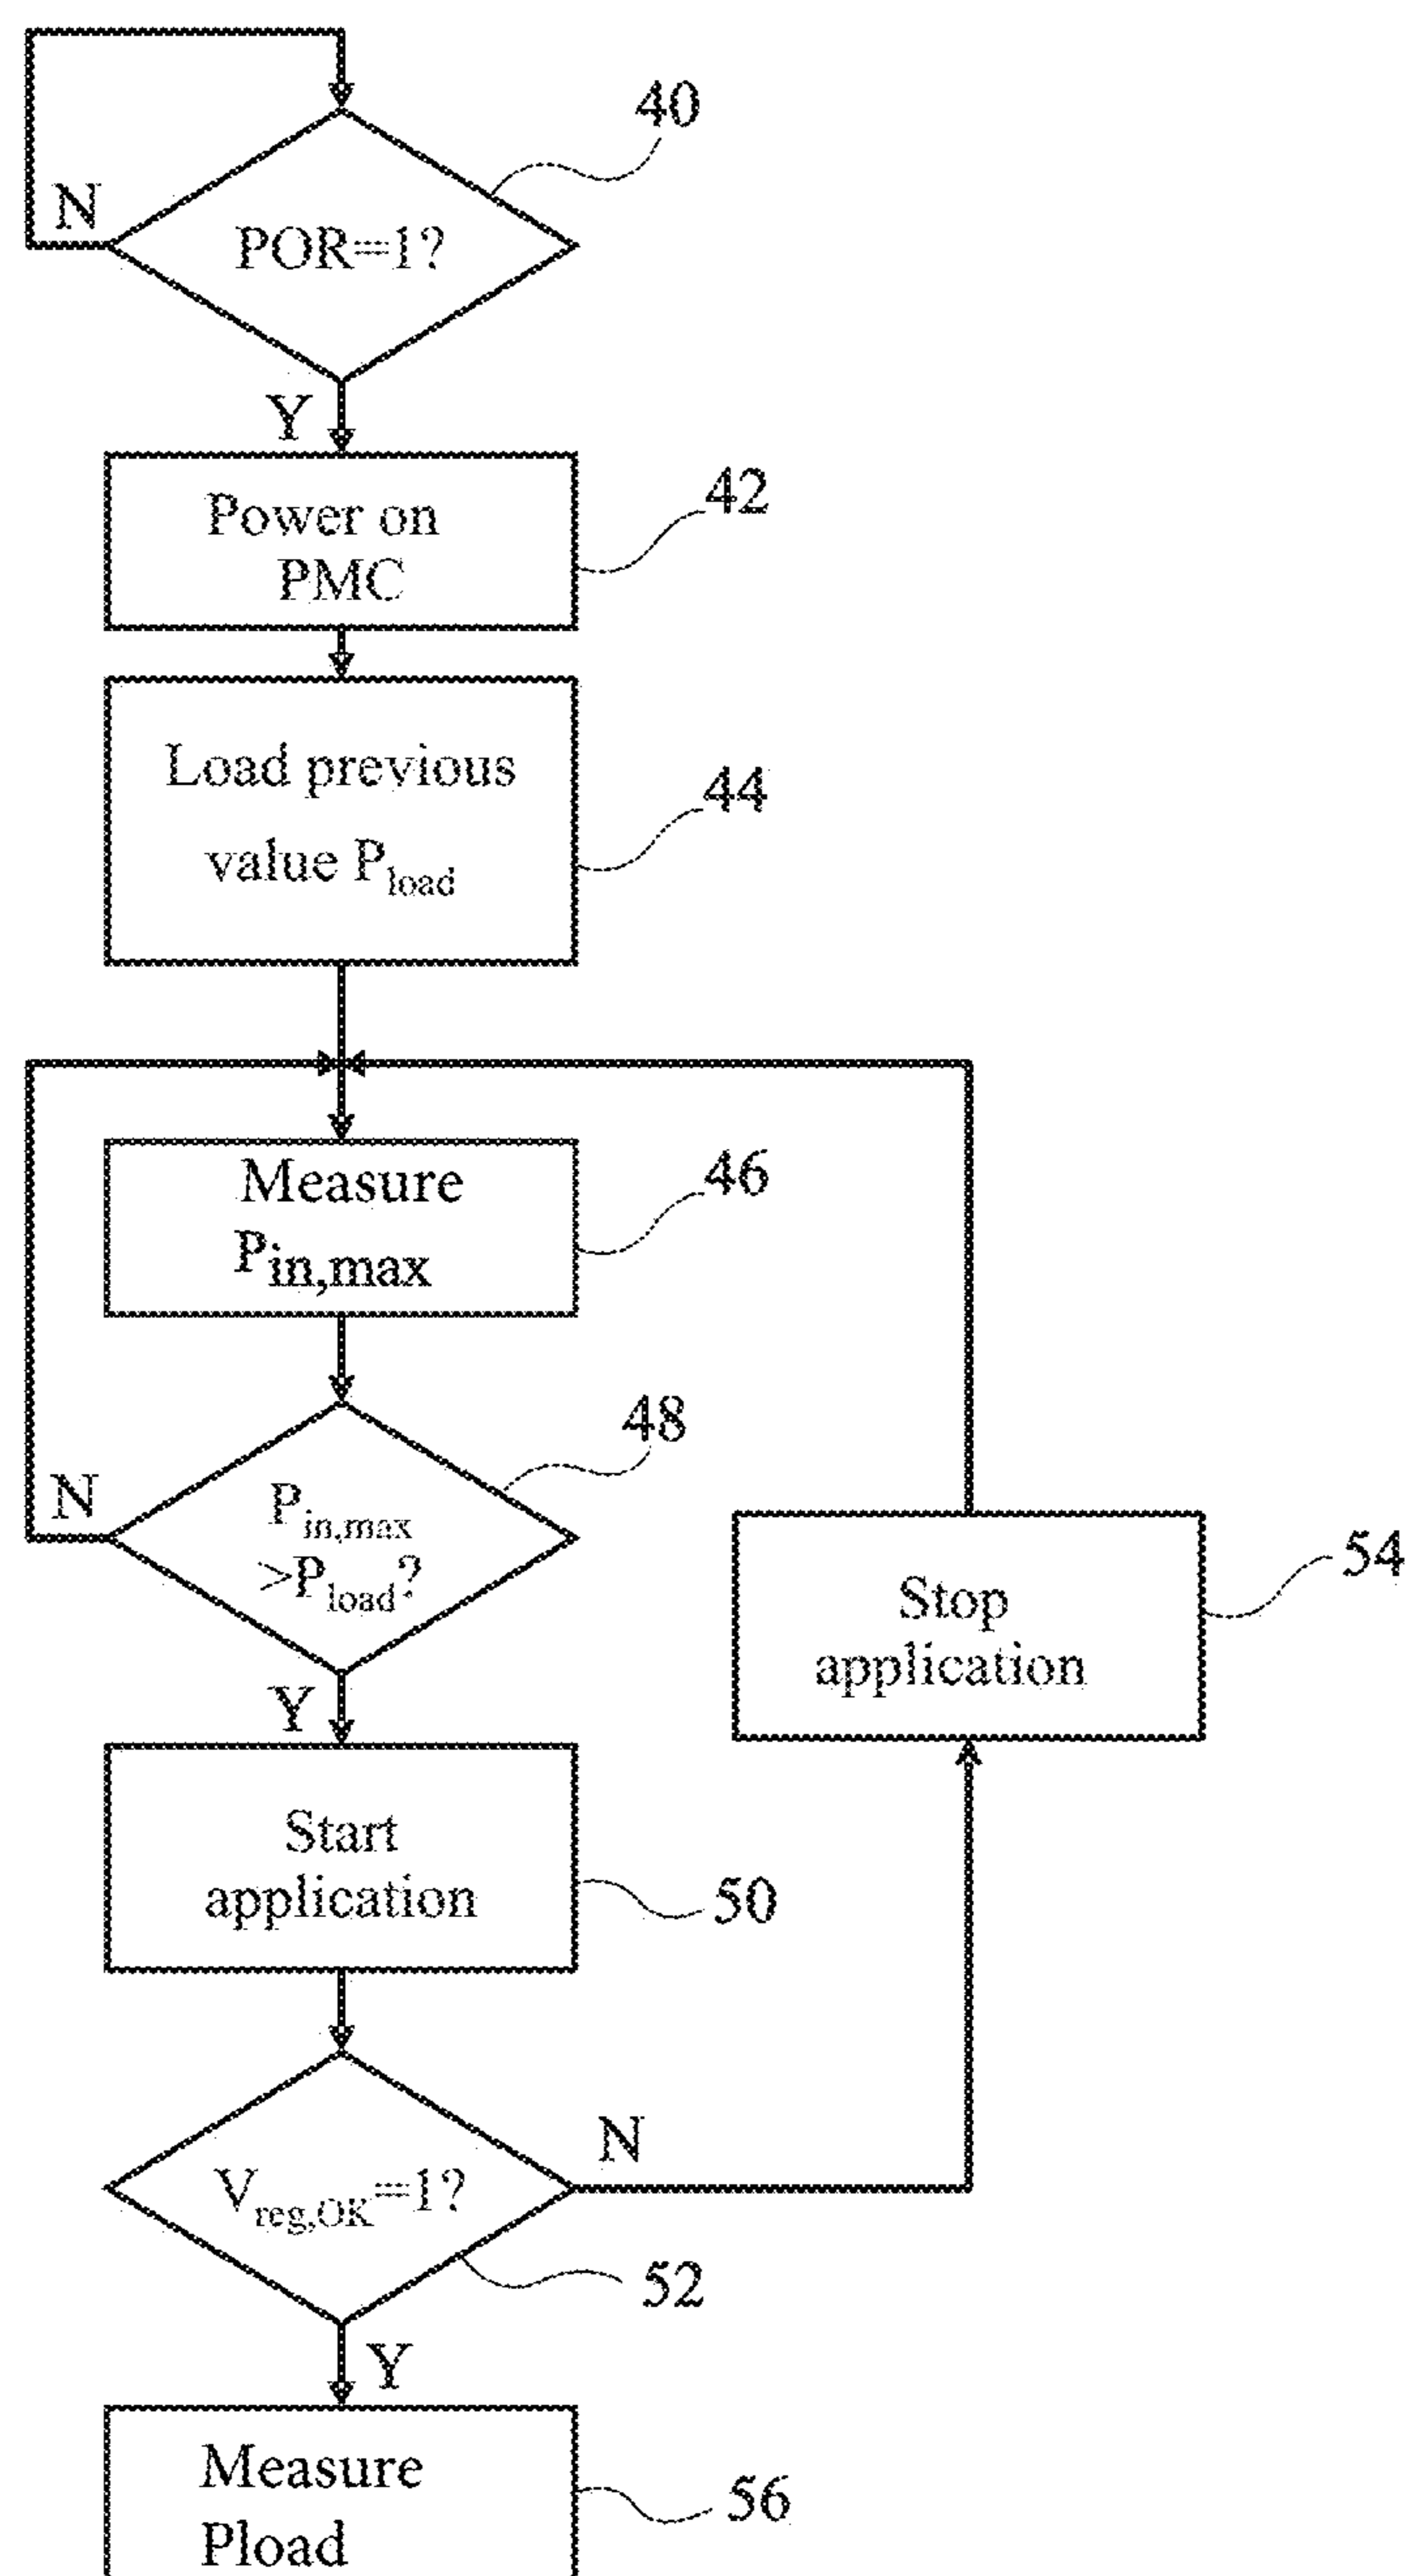 40
N
POR=1?
Y
Power on
PMC
42
Load previous
value Pload
44
Measure
Pin,max
46
48
N
Pin,max
>Pload?
Y
54
Stop
application
Start
application
50
N
Vreg,OK=1?
52
Y
Measure
Pload
56